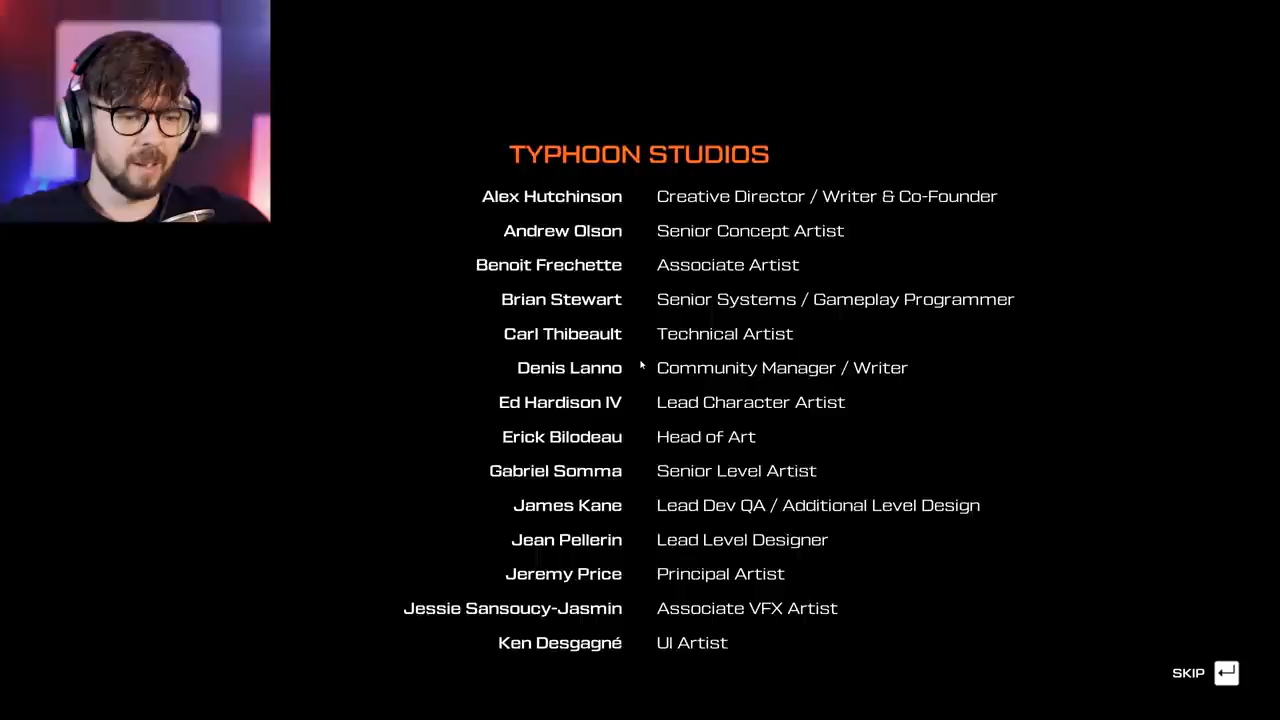 TYPHOON STUDIOS
Alex Hutchinson Creative Director / Writer & Co-Founder
Andrew Olson Senior Concept Artist
Benoit Frechette Associate Artist
Brian Stewart Senior Systems / Gameplay Programmer
Carl Thibeault Technical Artist
Denis Lanno Community Manager / Writer
Ed Hardison IV Lead Character Artist
Erick Bilodeau Head of Art
Gabriel Somma Senior Level Artist
James Kane Lead Dev QA / Additional Level Design
Jean Pellerin Lead Level Designer
Jeremy Price Principal Artist
Jessie Sansoucy-Jasmin Associate VFX Artist
Ken Desgagné UI Artist
SKIP